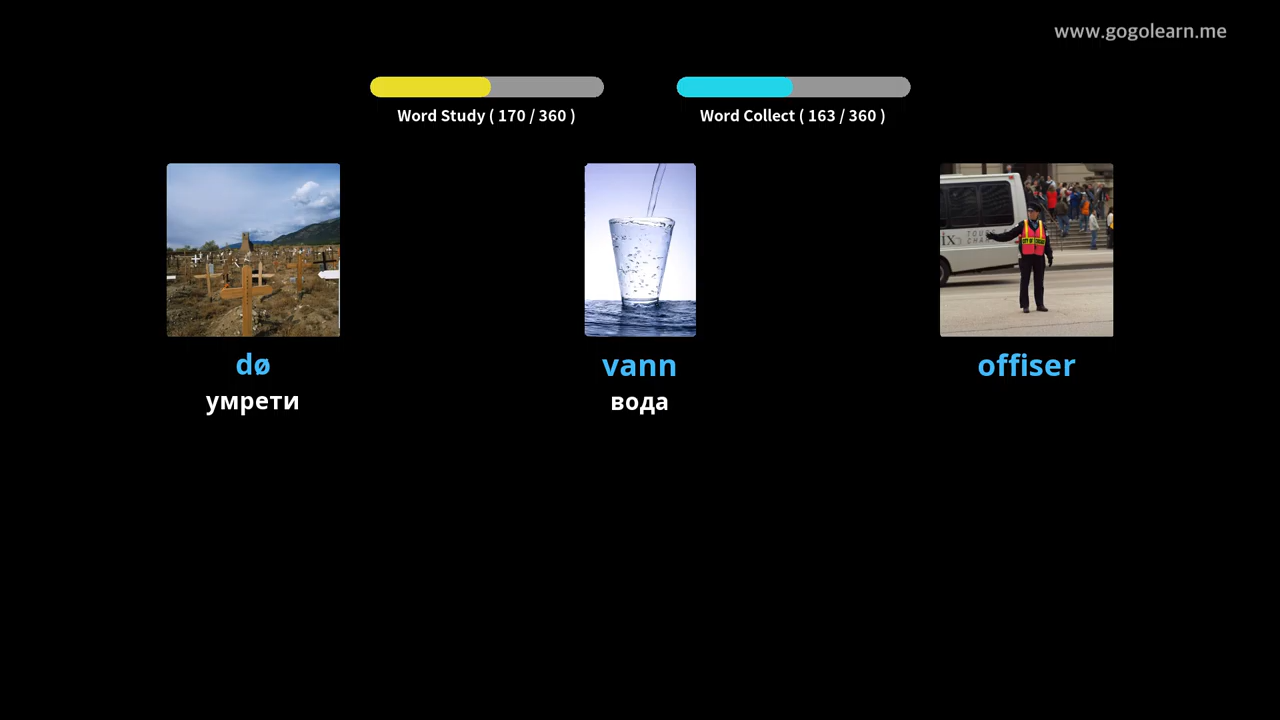 www.gogolearn.me
Word Study ( 170 / 360 )
Word Collect ( 163 / 360 )
dø
vann
offiser
умрети
вода